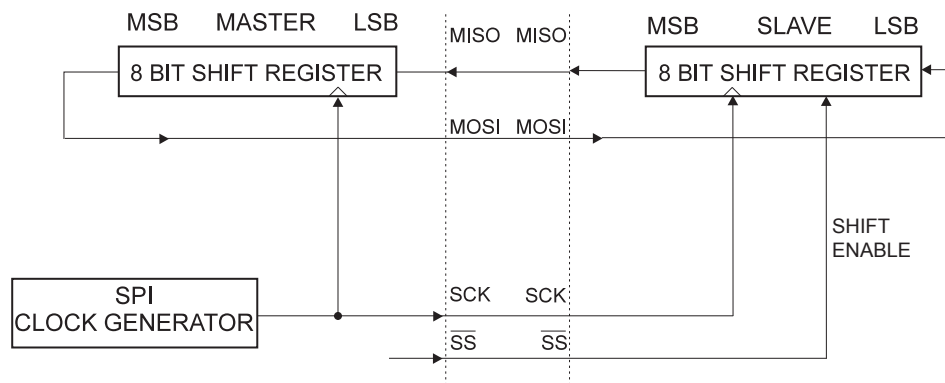 MSB MASTER LSB
MISO MISO
MSB SLAVE LSB
8 BIT SHIFT REGISTER
8 BIT SHIFT REGISTER
MOSI MOSI
SHIFT
ENABLE
SPI
CLOCK GENERATOR
SCK SCK
SS SS